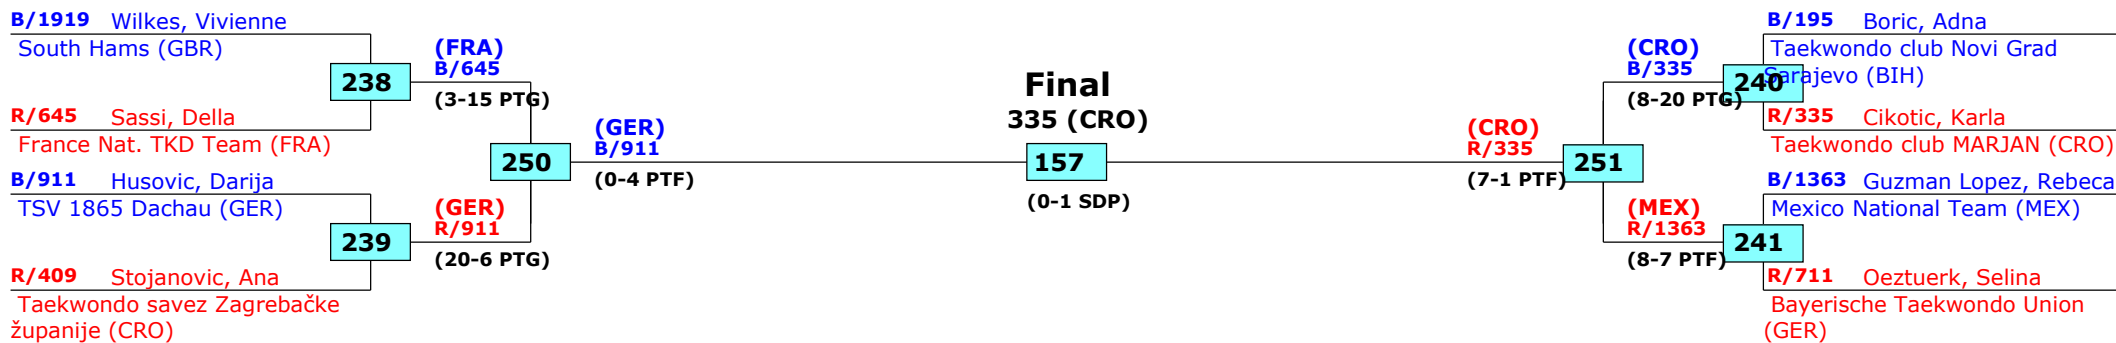 B/1919 Wilkes, Vivienne
South Hams (GBR)
238
R/645 Sassi, Della
France Nat. TKD Team (FRA)
B/911 Husovic, Darija
TSV 1865 Dachau (GER)
239
R/409 Stojanovic, Ana
Taekwondo savez Zagrebačke
županije (CRO)
(FRA)
B/645
(3-15 PTG)
250
(GER)
R/911
(20-6 PTG)
(GER)
B/911
(0-4 PTF)
Final
335 (CRO)
157
(0-1 SDP)
(CRO)
R/335
(7-1 PTF)
251
(CRO)
B/335
(8-20 PTG)
(MEX)
R/1363
(8-7 PTF)
B/195 Boric, Adna
Taekwondo club Novi Grad
Sarajevo (BIH)
240
R/335 Cikotic, Karla
Taekwondo club MARJAN (CRO)
B/1363 Guzman Lopez, Rebeca
Mexico National Team (MEX)
241
R/711 Oeztuerk, Selina
Bayerische Taekwondo Union
(GER)